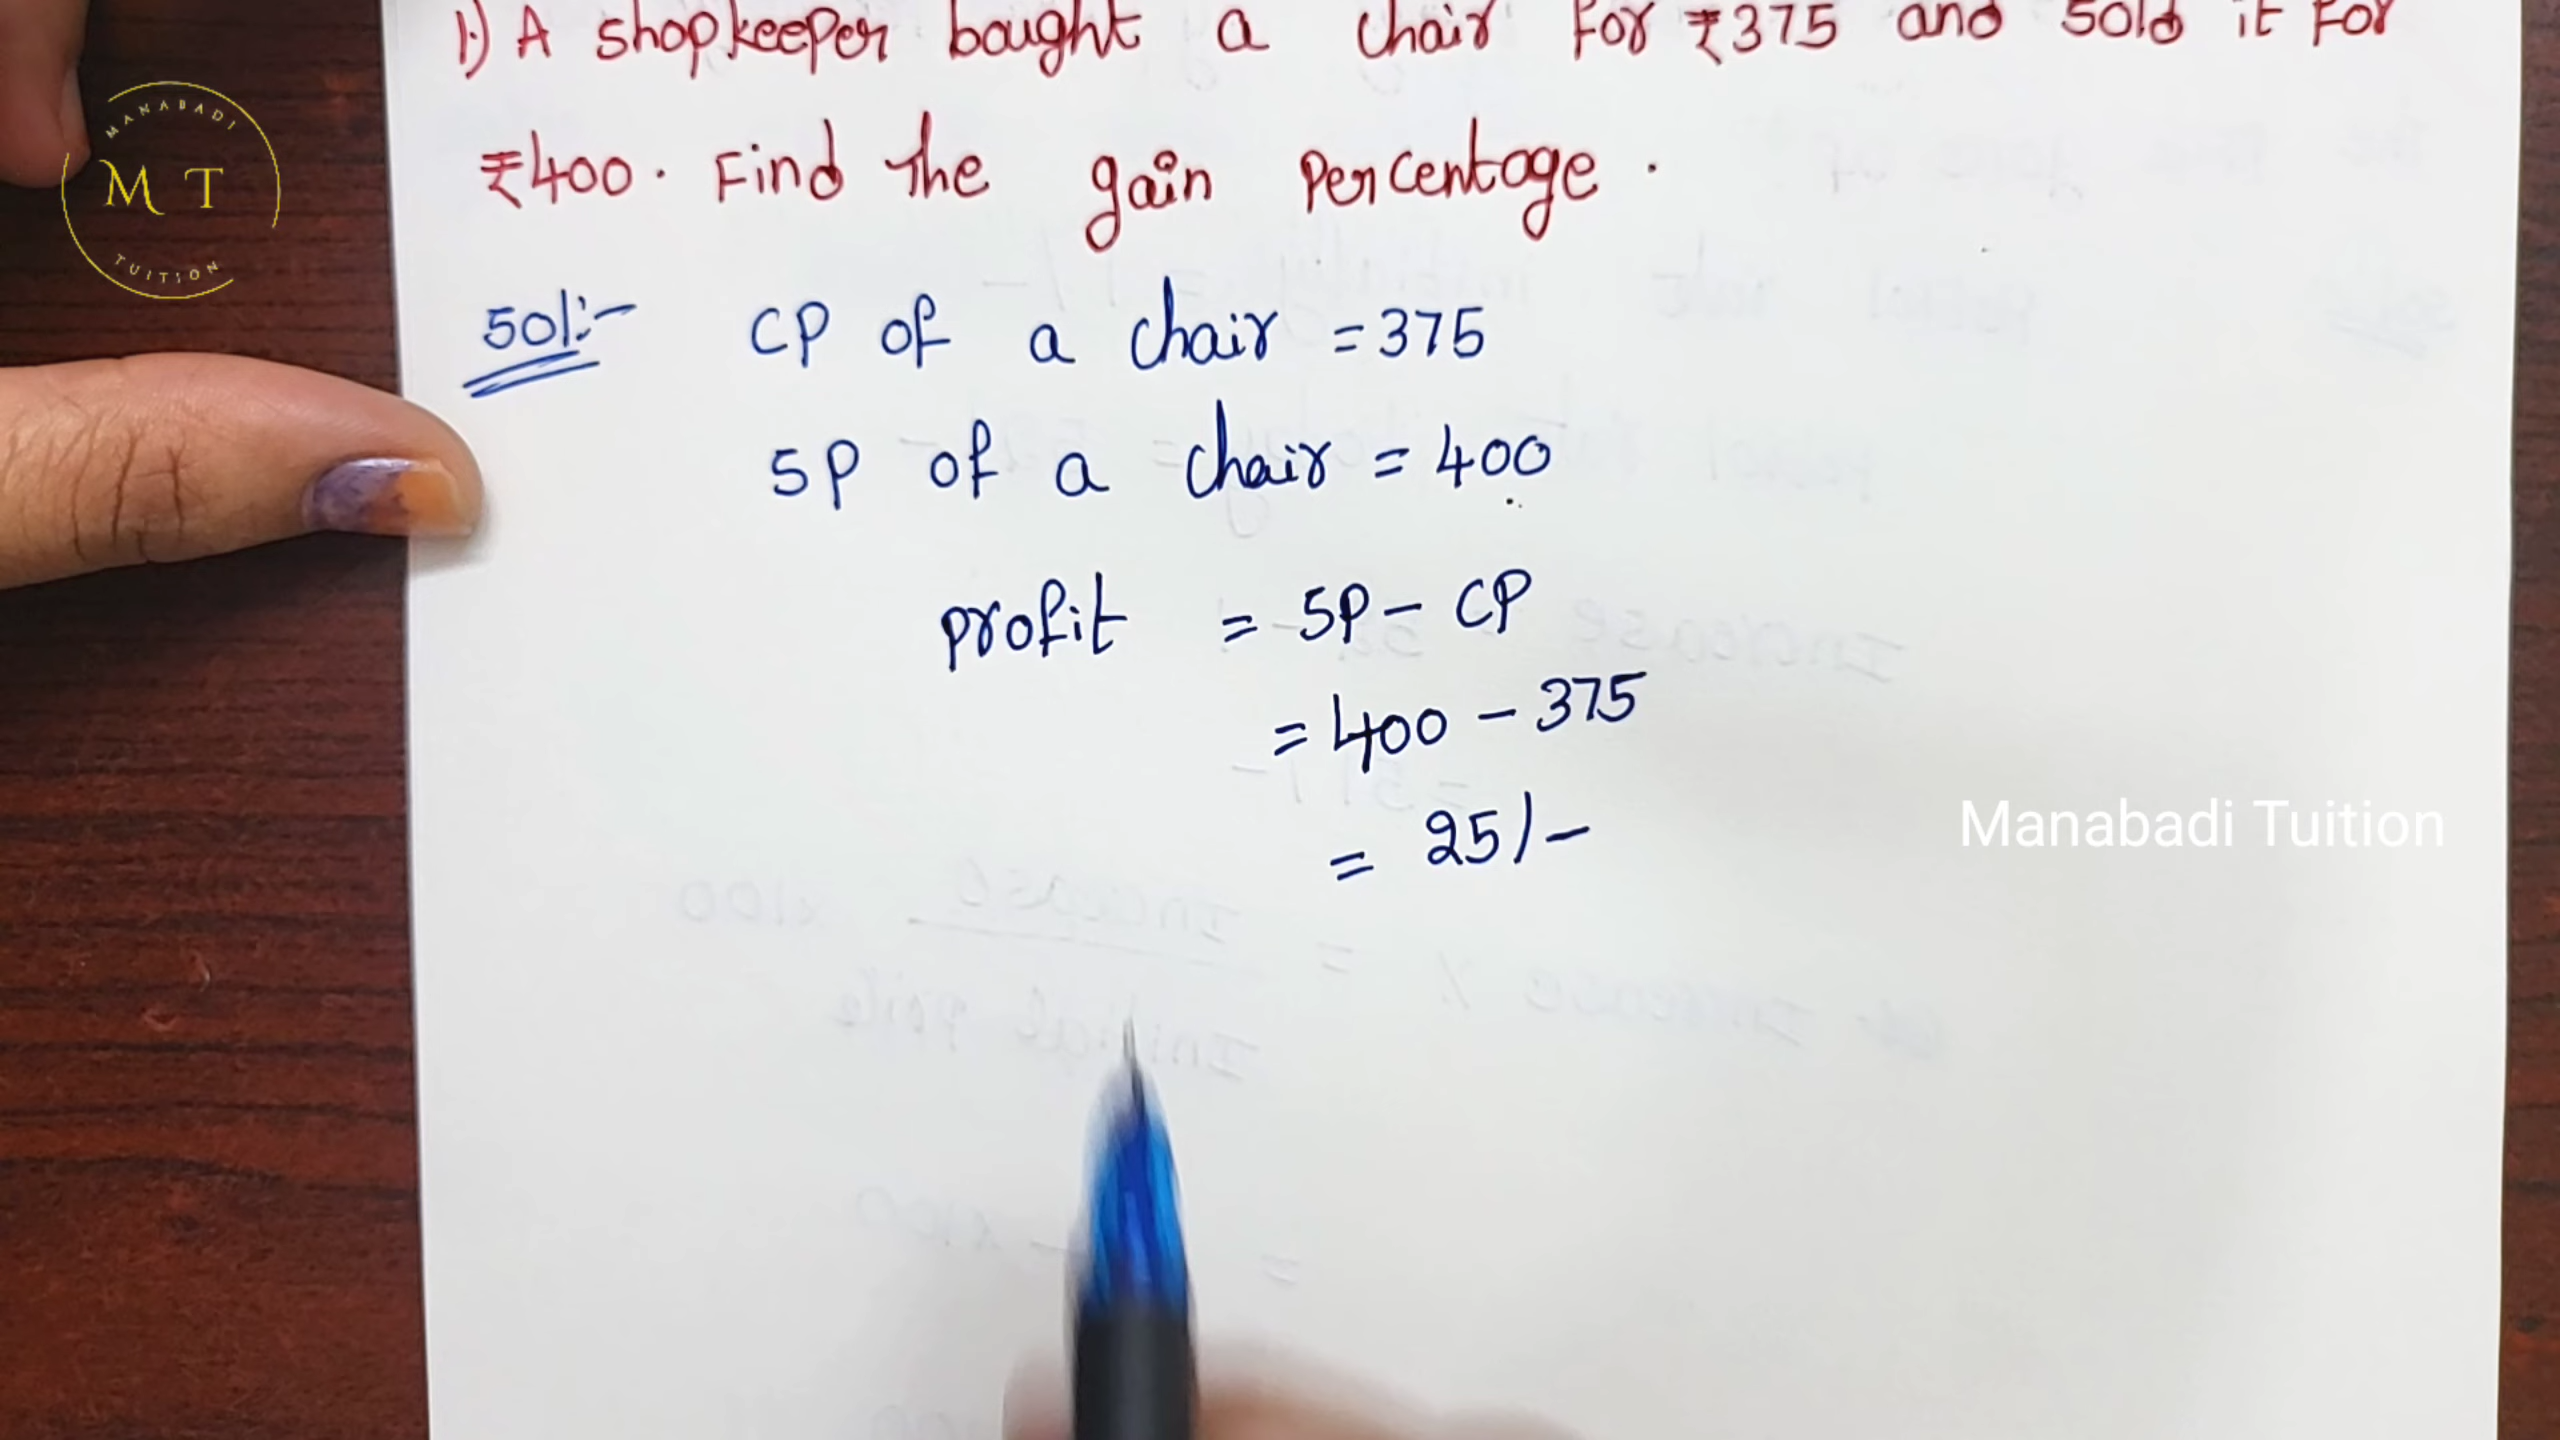 1.) A shopkeeper bought a chair for ₹375 and sold it for
₹400. Find the gain percentage.
MANABADI
MT
TUITION
Sol:-
CP of a chair = 375
SP of a chair = 400
profit = SP - CP
= 400 - 375
= 25/-
Manabadi Tuition